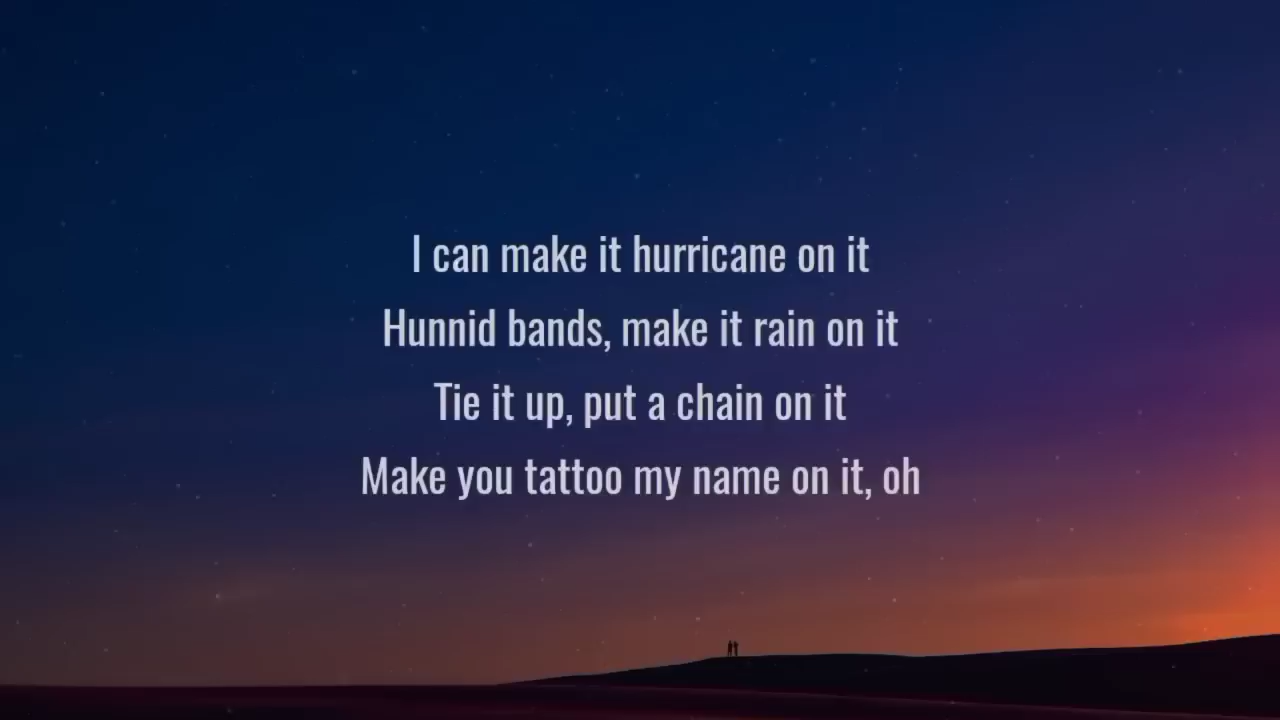 I can make it hurricane on it
Hunnid bands, make it rain on it
Tie it up, put a chain on it
Make you tattoo my name on it, oh